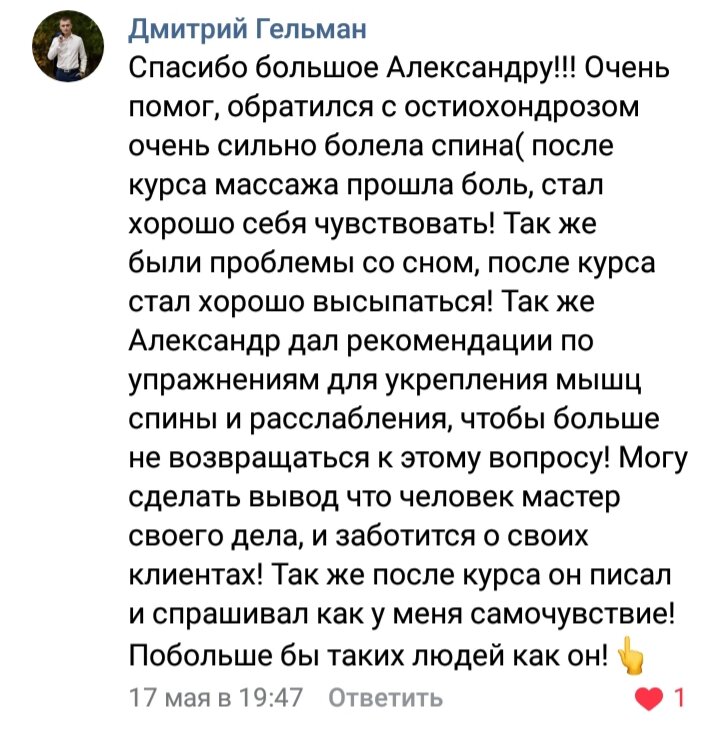 Дмитрий Гельман
Спасибо большое Александру!!! Очень
помог, обратился с остиохондрозом
очень сильно болела спина( после
курса массажа прошла боль, стал
хорошо себя чувствовать! Так же
были проблемы со сном, после курса
стал хорошо высыпаться! Так же
Александр дал рекомендации по
упражнениям для укрепления мышц
спины и расслабления, чтобы больше
не возвращаться к этому вопросу! Могу
сделать вывод что человек мастер
своего дела, и заботится о своих
клиентах! Так же после курса он писал
и спрашивал как у меня самочувствие!
Побольше бы таких людей как он! 👆
17 мая в 19:47 Ответить ❤ 1